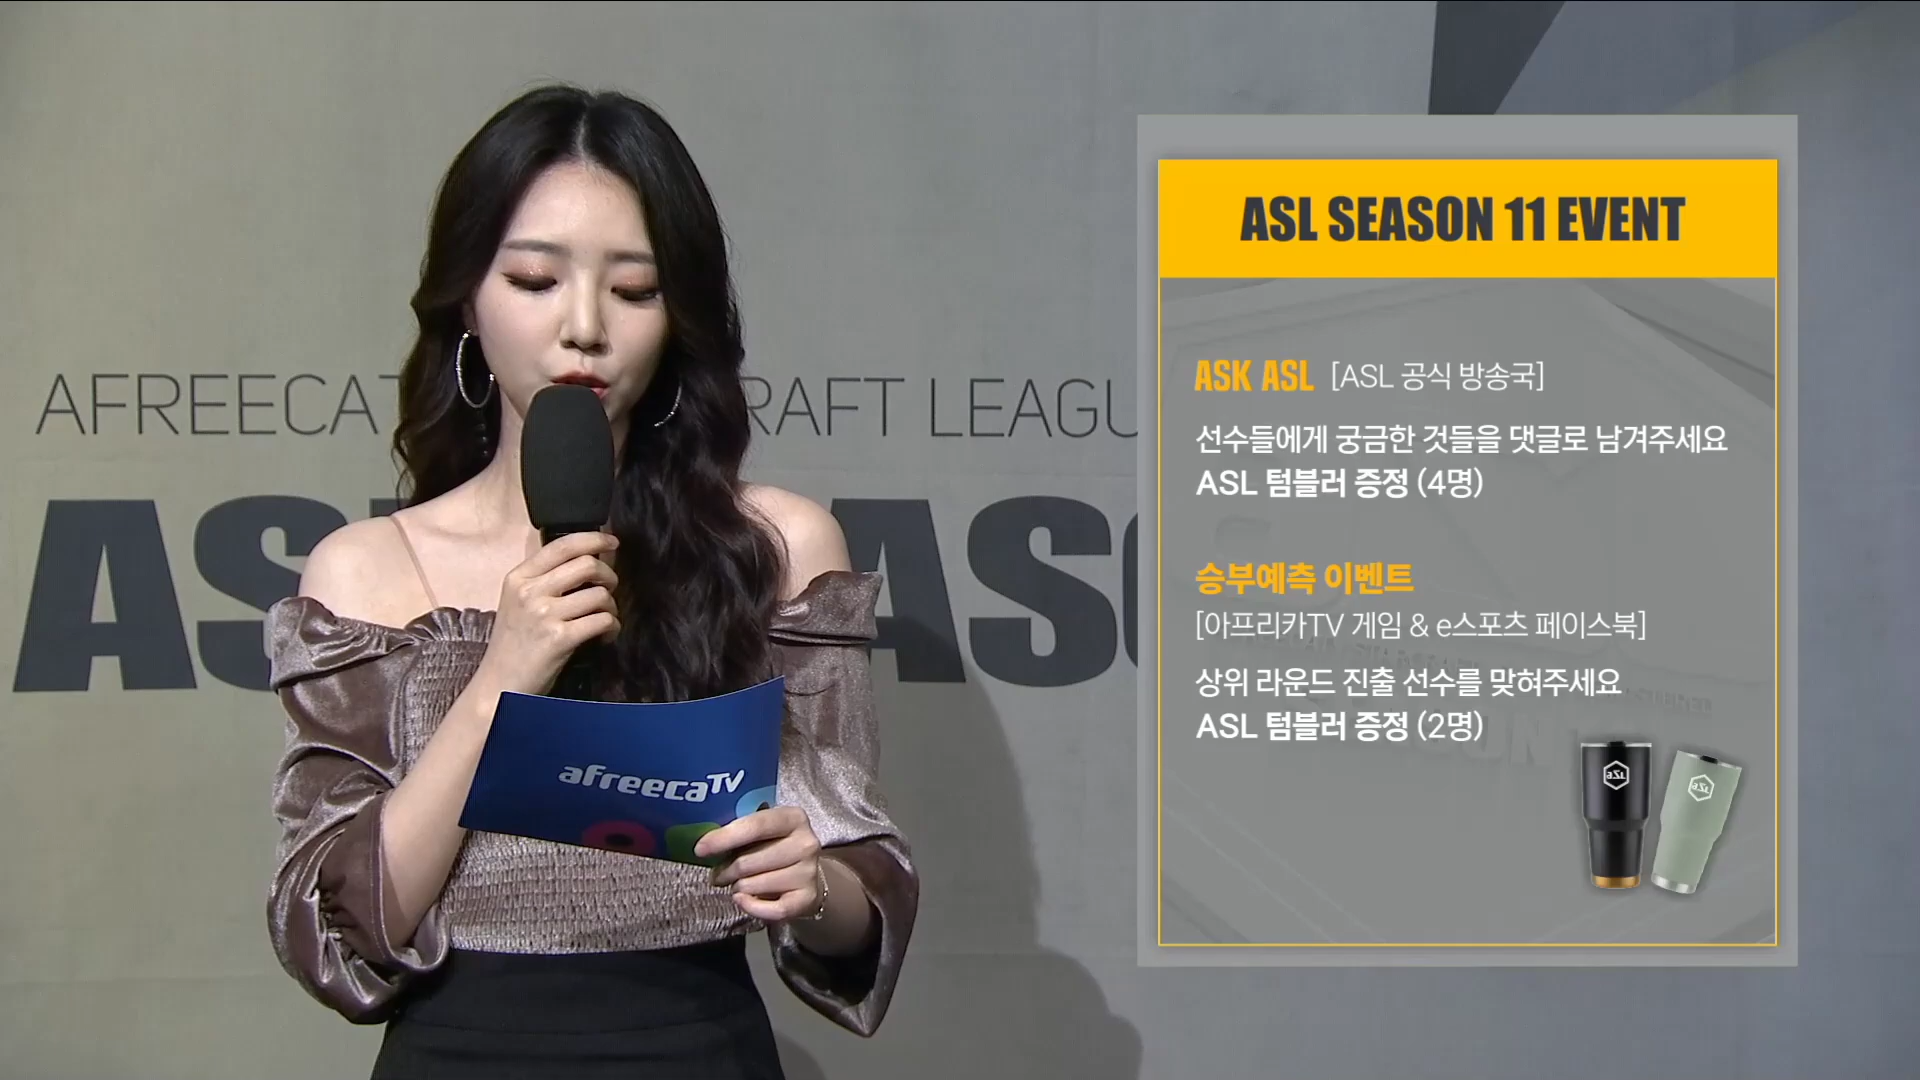 AFREECAT RAFT LEAGU
AS ASO
afreecaTV
ASL SEASON 11 EVENT
ASK ASL [ASL 공식 방송국]
선수들에게 궁금한 것들을 댓글로 남겨주세요
ASL 텀블러 증정 (4명)
승부예측 이벤트
[아프리카TV 게임 & e스포츠 페이스북]
상위 라운드 진출 선수를 맞혀주세요
ASL 텀블러 증정 (2명)
aSL
aSL